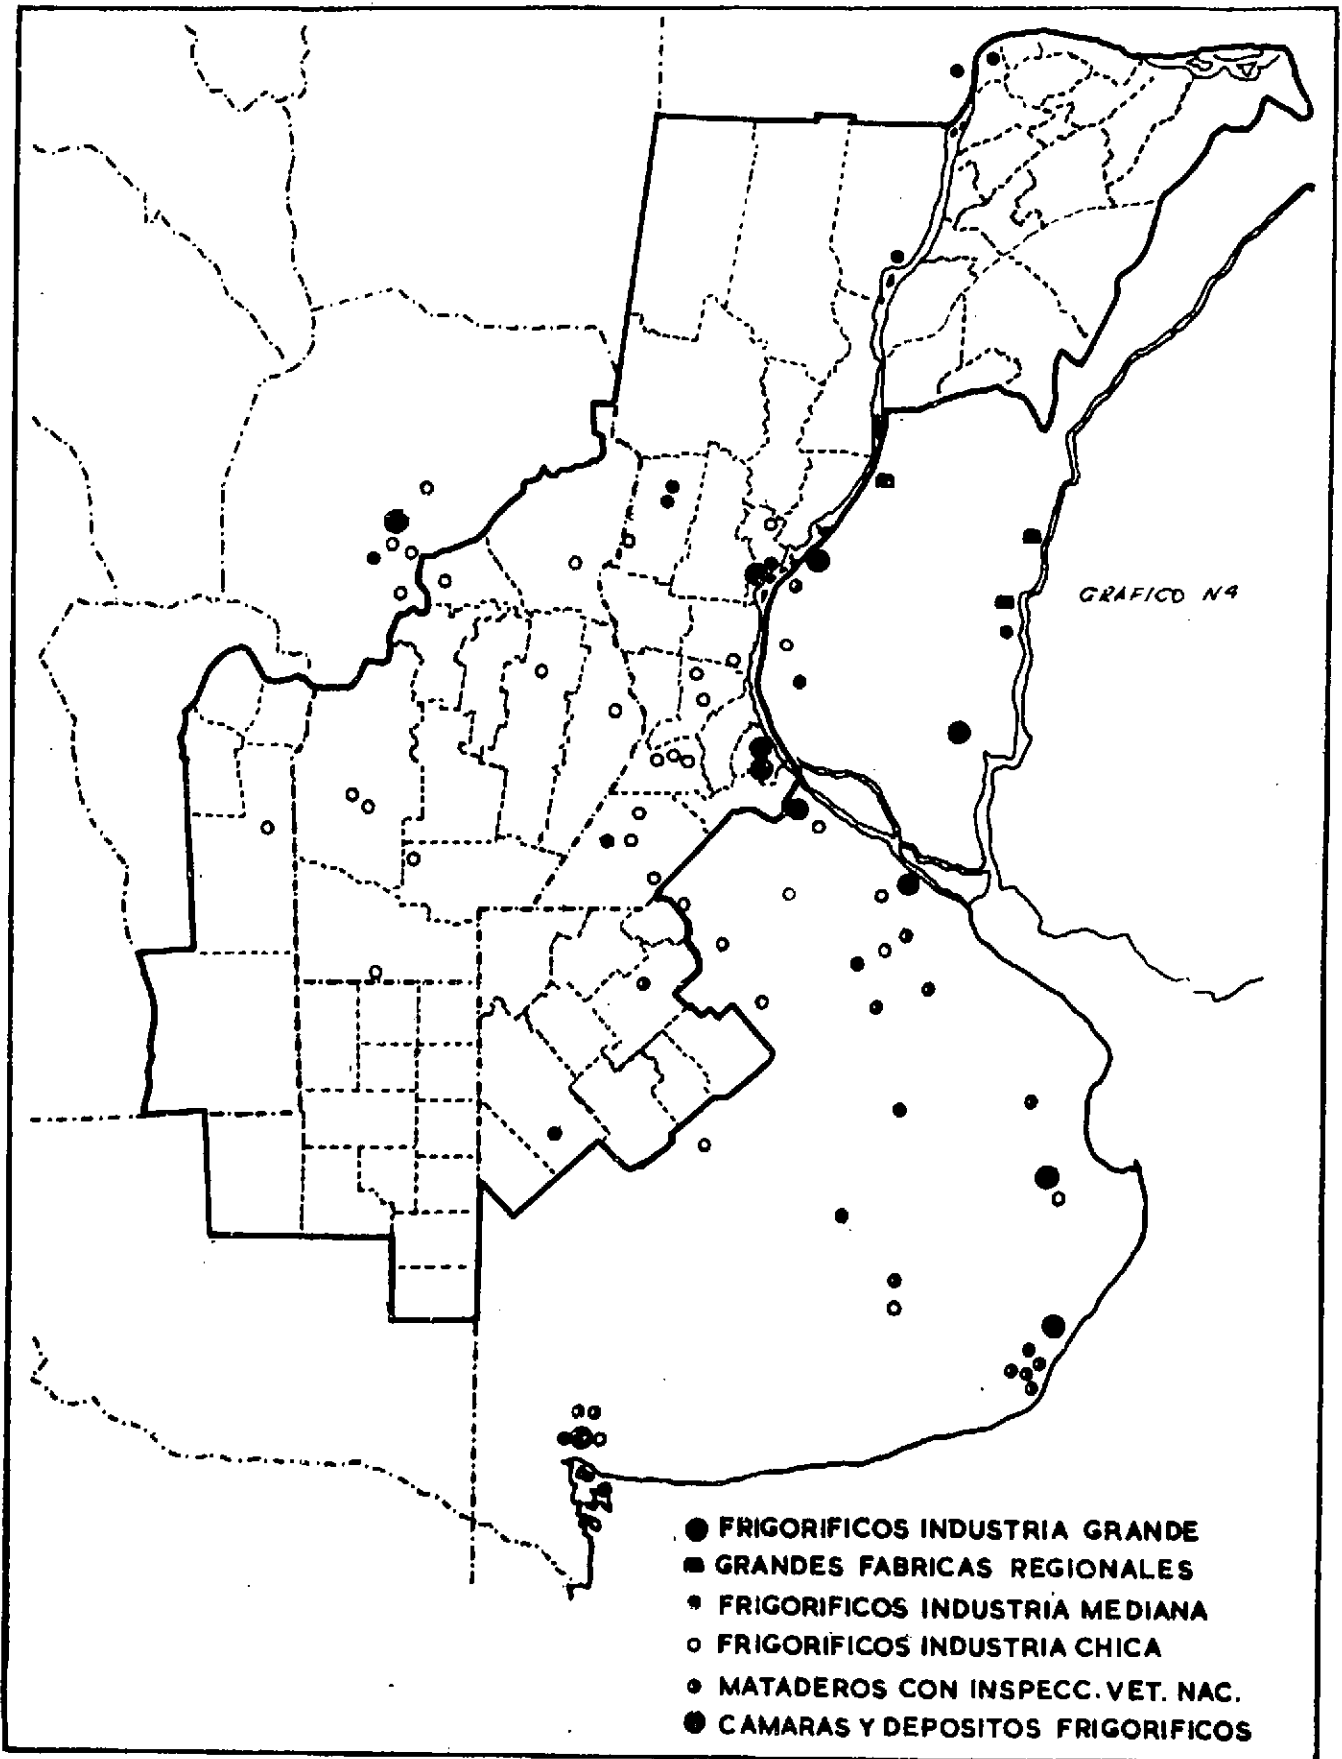 GRAFICO N4
FRIGORIFICOS INDUSTRIA GRANDE
GRANDES FABRICAS REGIONALES
FRIGORIFICOS INDUSTRIA MEDIANA
FRIGORIFICOS INDUSTRIA CHICA
MATADEROS CON INSPECC. VET. NAC.
CAMARAS Y DEPOSITOS FRIGORIFICOS